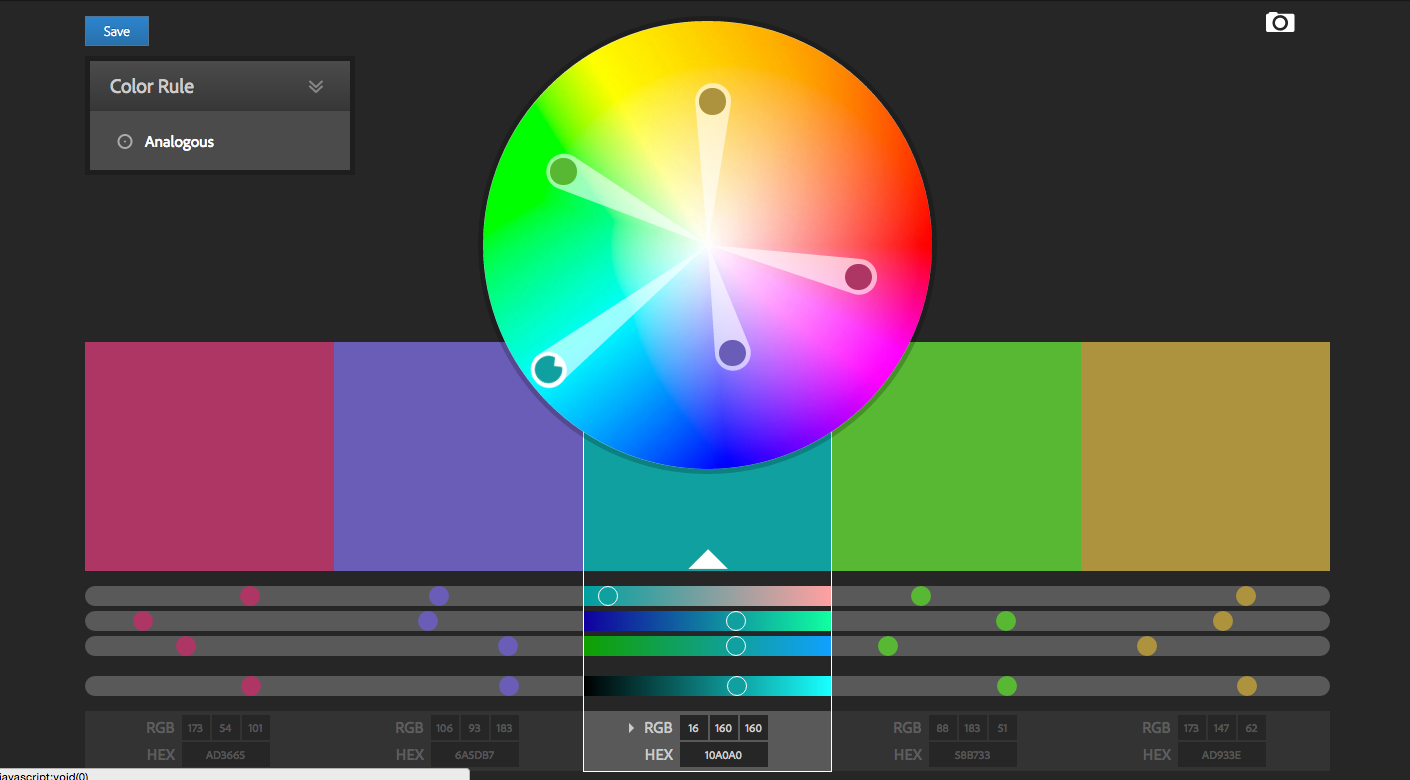 Save
Color Rule
Analogous
RGB 173 54 101
HEX AD3665
RGB 106 93 183
HEX 6A5DB7
RGB 16 160 160
HEX 10A0A0
RGB 88 183 51
HEX 58B733
RGB 173 147 62
HEX AD933E
javascript:void(0)